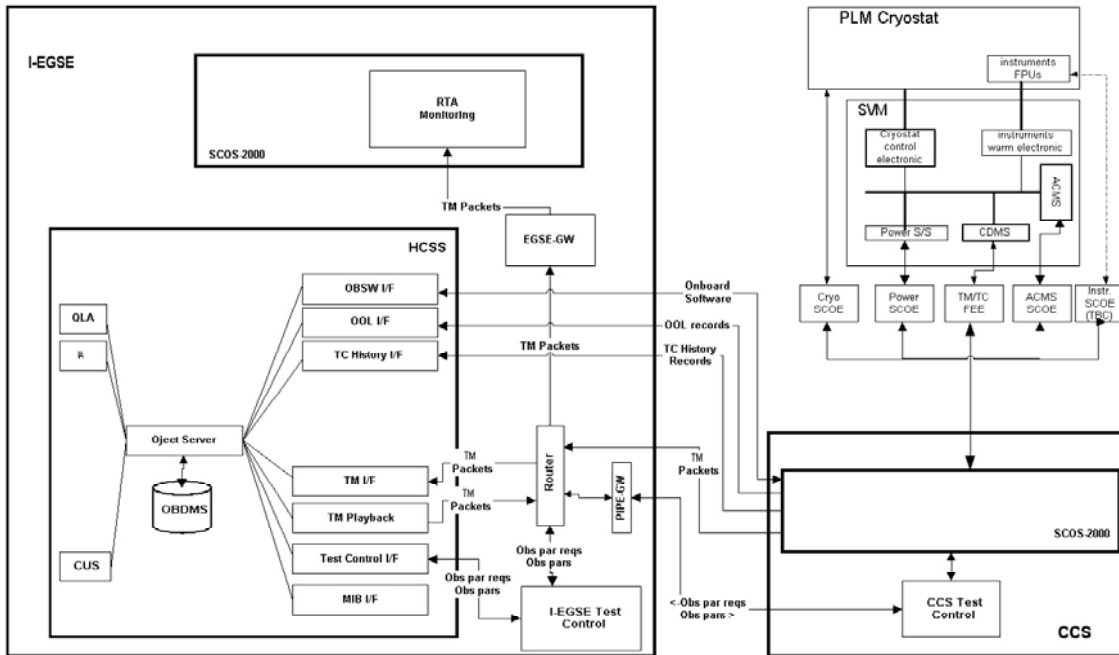 I-EGSE
RTA
Monitoring
SCOS-2000
TM Packets
EGSE-GW
HCSS
QLA
OBSW I/F
OOL I/F
TC History I/F
Oject Server
OBDMS
CUS
TM I/F
TM Playback
Test Control I/F
MIB I/F
TM
Packets
TM
Packets
Router
PIPE-GW
Obs par reqs
Obs pars
Obs par reqs
Obs pars
I-EGSE Test
Control
Onboard
Software
OOL records
TM Packets
TC History
Records
TM
Packets
<-Obs par reqs
Obs pars >
PLM Cryostat
instruments
FPUs
SVM
Cryostat
control
electronic
instruments
warm electronic
ACMS
Power S/S
CDMS
Cryo
SCOE
Power
SCOE
TM/TC
FEE
ACMS
SCOE
Instr.
SCOE
(TBC)
SCOS-2000
CCS Test
Control
CCS